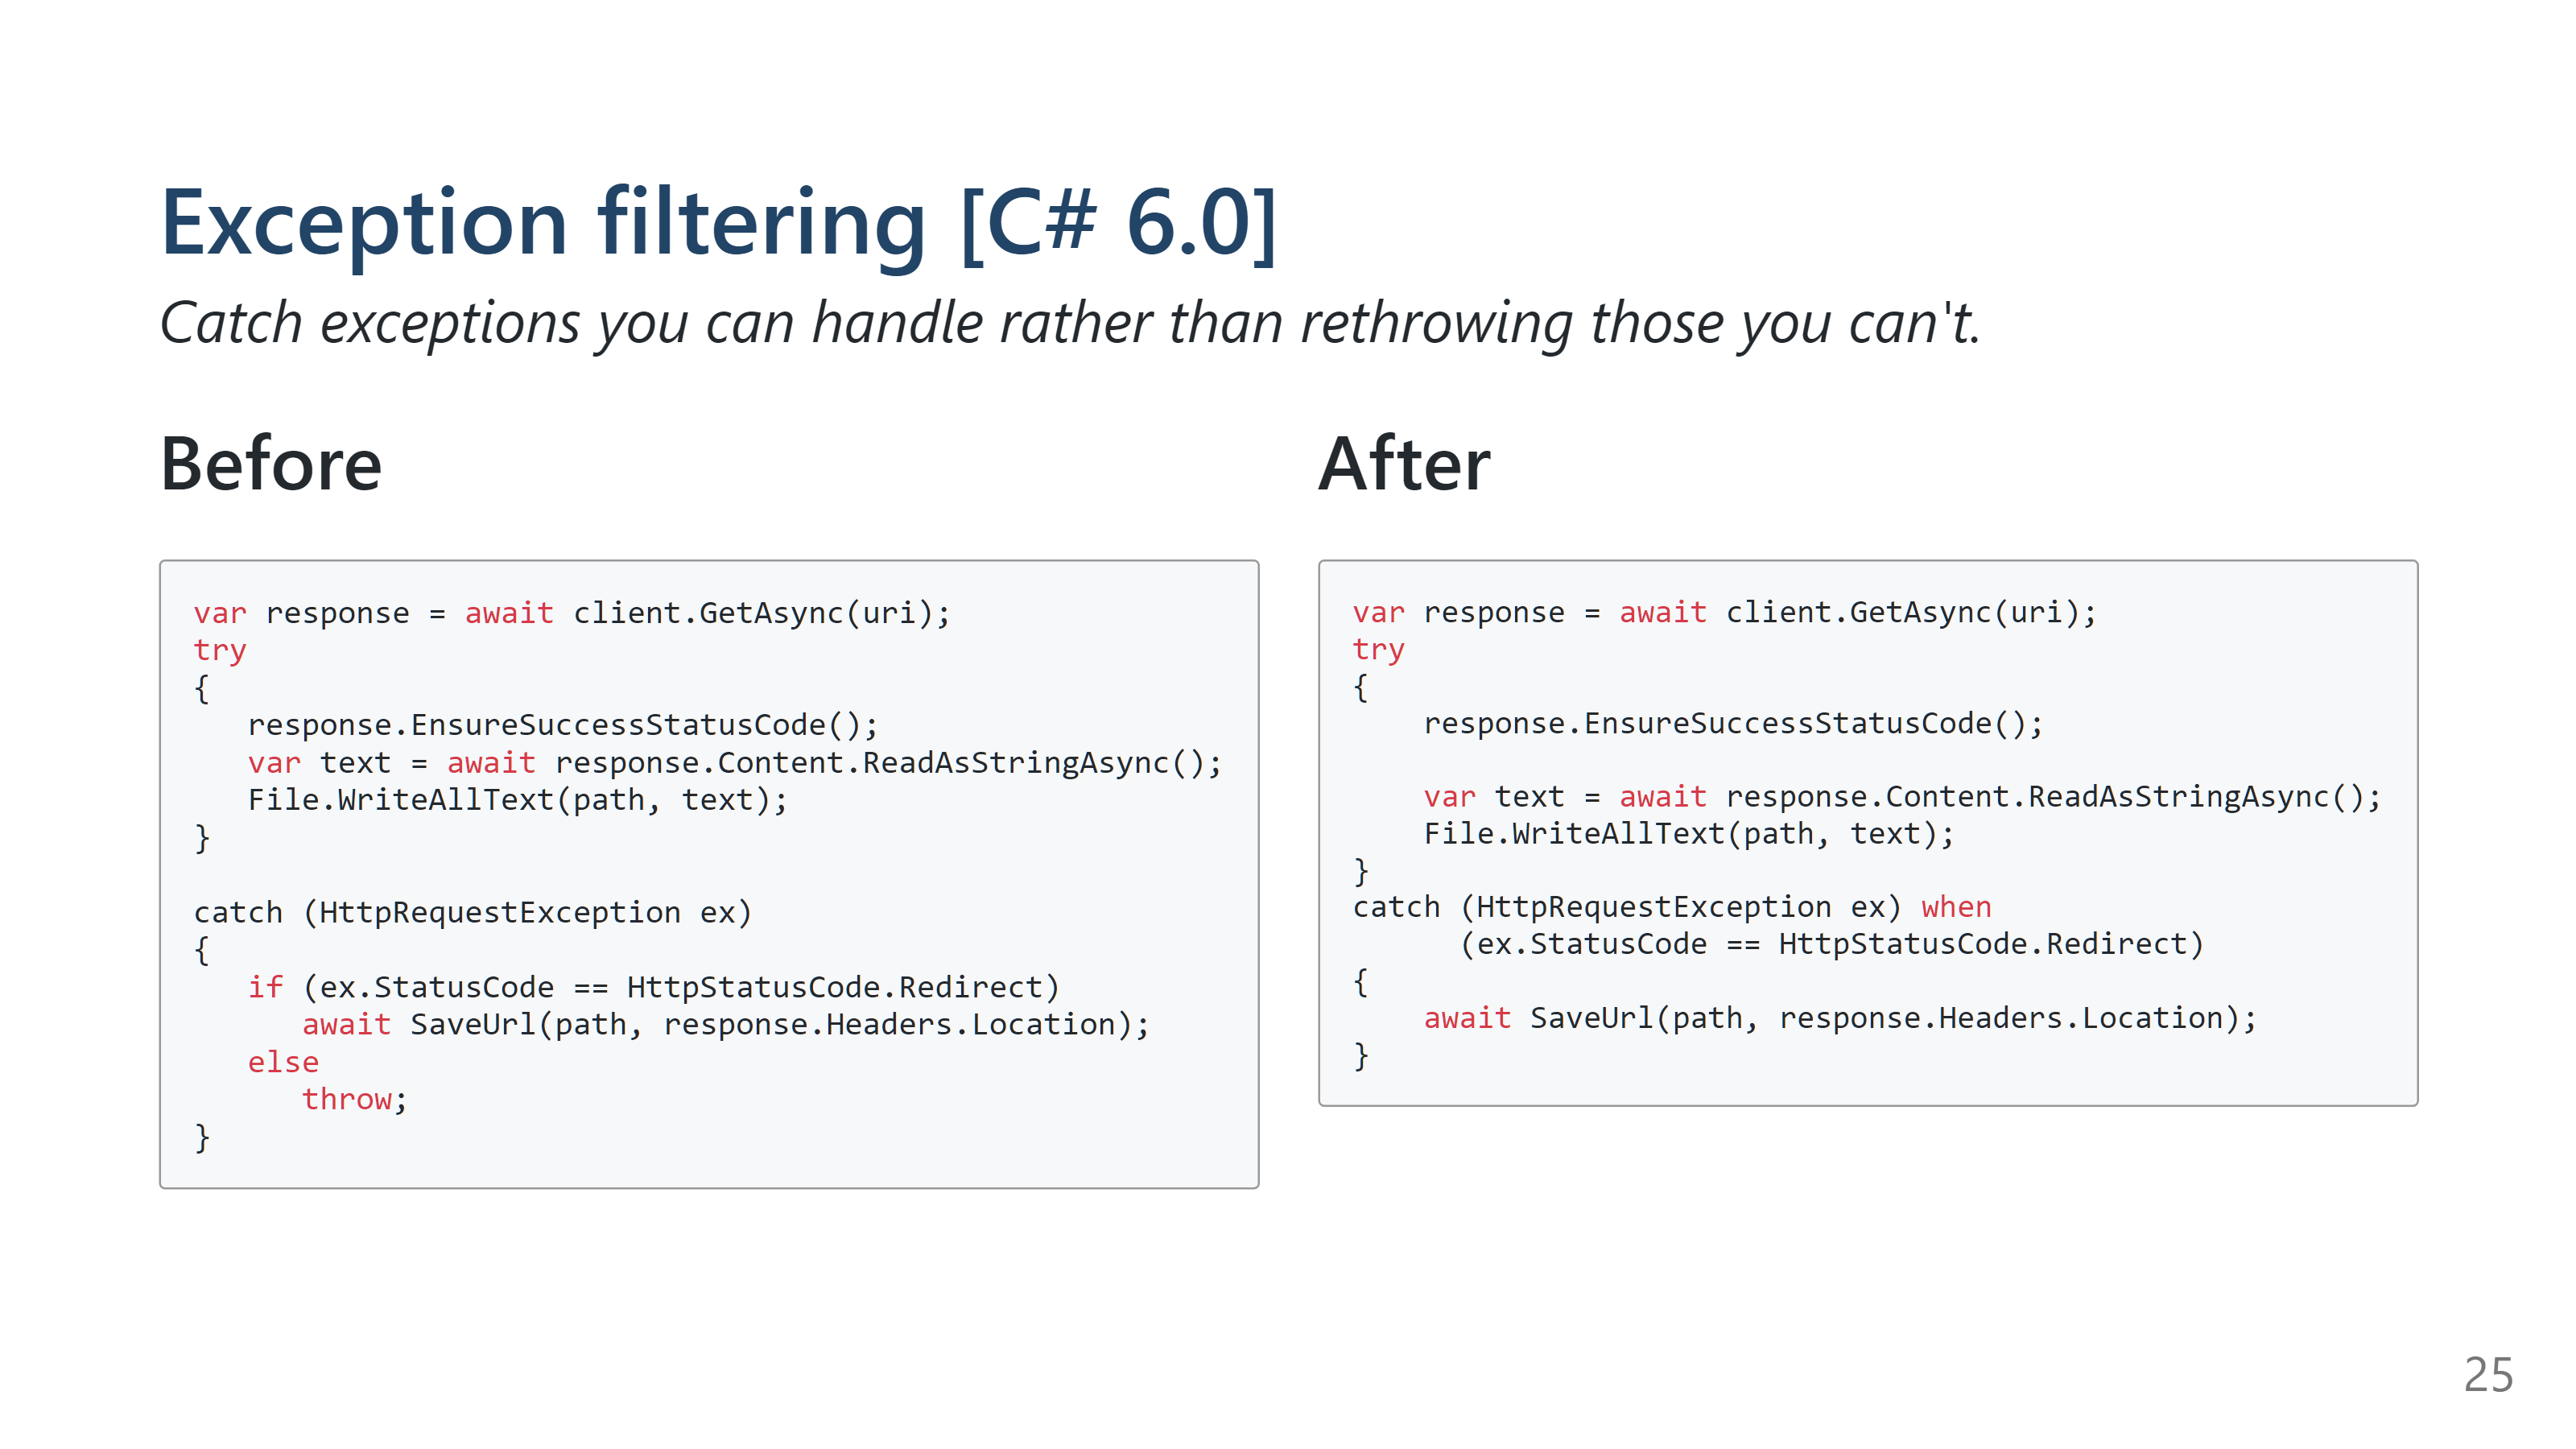 Exception filtering [C# 6.0]
Catch exceptions you can handle rather than rethrowing those you can't.
Before
var response = await client.GetAsync(uri);
try
{
   response.EnsureSuccessStatusCode();
   var text = await response.Content.ReadAsStringAsync();
   File.WriteAllText(path, text);
}
catch (HttpRequestException ex)
{
   if (ex.StatusCode == HttpStatusCode.Redirect)
      await SaveUrl(path, response.Headers.Location);
   else
      throw;
}
After
var response = await client.GetAsync(uri);
try
{
    response.EnsureSuccessStatusCode();
    var text = await response.Content.ReadAsStringAsync();
    File.WriteAllText(path, text);
}
catch (HttpRequestException ex) when
      (ex.StatusCode == HttpStatusCode.Redirect)
{
    await SaveUrl(path, response.Headers.Location);
}
25